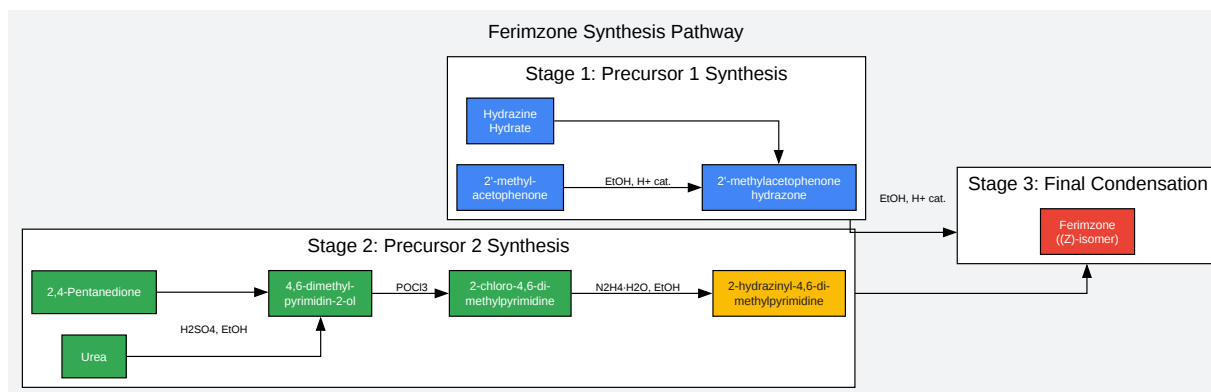 Ferimzone Synthesis Pathway
Stage 1: Precursor 1 Synthesis
Hydrazine
Hydrate
2'-methyl-
acetophenone
EtOH, H+ cat.
2'-methylacetophenone
hydrazone
EtOH, H+ cat.
Stage 3: Final Condensation
Ferimzone
((Z)-isomer)
Stage 2: Precursor 2 Synthesis
2,4-Pentanedione
4,6-dimethyl-
pyrimidin-2-ol
POCl3
2-chloro-4,6-di-
methylpyrimidine
N2H4·H2O, EtOH
2-hydrazinyl-4,6-di-
methylpyrimidine
H2SO4, EtOH
Urea